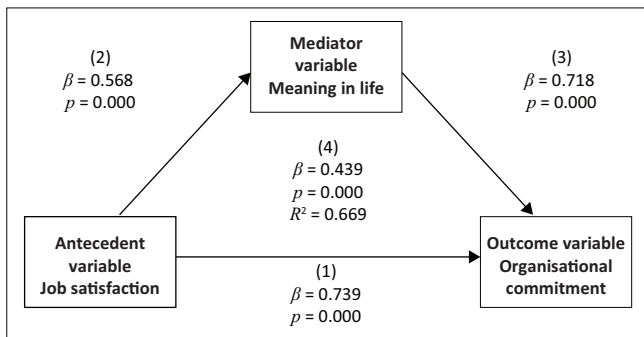 (2)
β = 0.568
p = 0.000
Mediator
variable
Meaning in life
(3)
β = 0.718
p = 0.000
(4)
β = 0.439
p = 0.000
R² = 0.669
Antecedent
variable
Job satisfaction
(1)
β = 0.739
p = 0.000
Outcome variable
Organisational
commitment